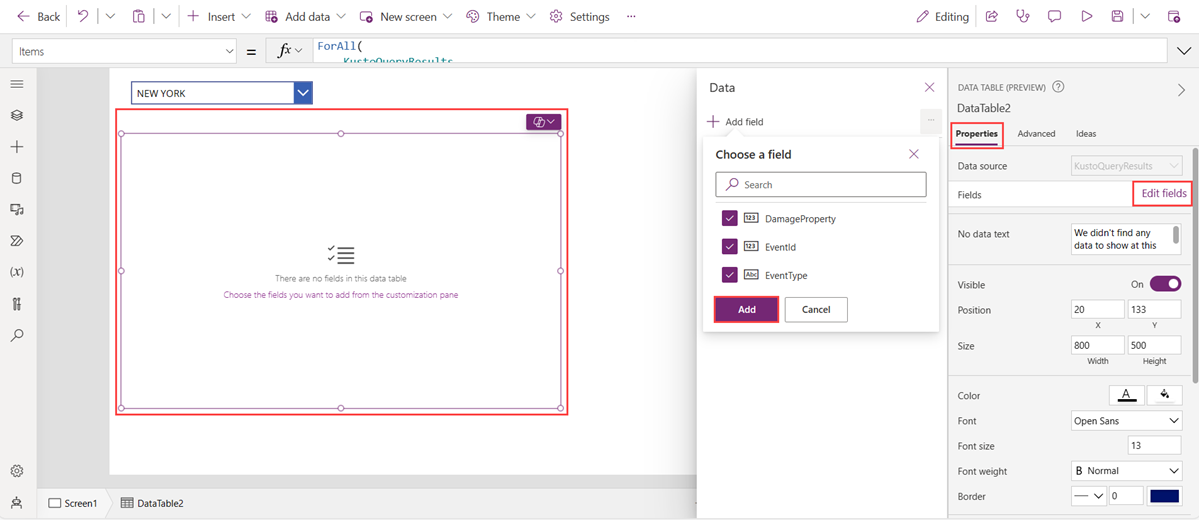 Back
Insert
Add data
New screen
Theme
Settings
...
Editing
Items
=
fx
ForAll(
KustoQueryResults
NEW YORK
There are no fields in this data table
Choose the fields you want to add from the customization pane
Data
Add field
...
Choose a field
Search
123 DamageProperty
123 EventId
Abc EventType
Add
Cancel
DATA TABLE (PREVIEW) ?
DataTable2
Properties
Advanced
Ideas
Data source
KustoQueryResults
Fields
Edit fields
No data text
We didn't find any
data to show at this
Visible
On
Position
20
133
X
Y
Size
800
500
Width
Height
Color
A
Font
Open Sans
Font size
13
Font weight
B Normal
Border
0
(x)
Screen1
DataTable2